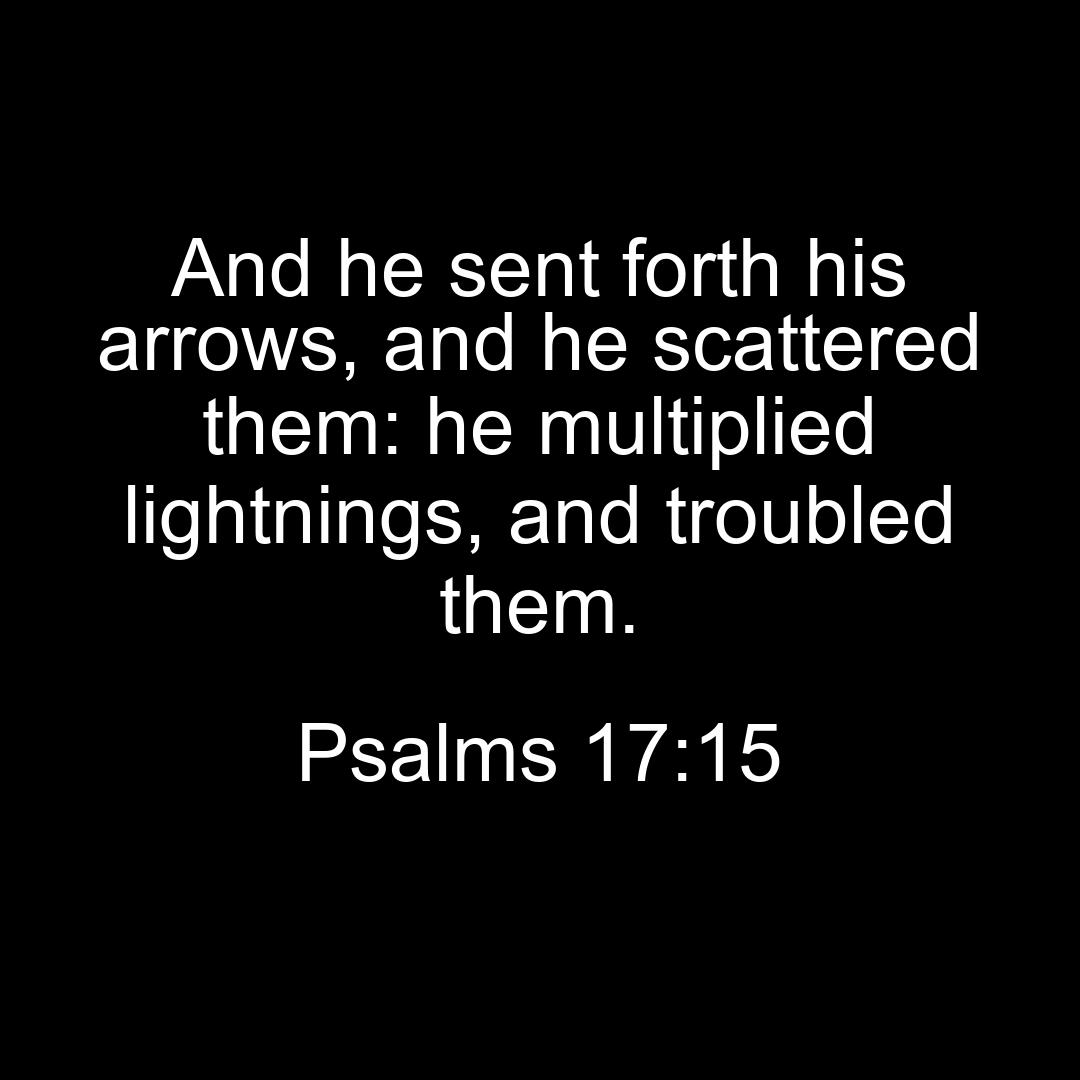 And he sent forth his
arrows, and he scattered
them: he multiplied
lightnings, and troubled
them.
Psalms 17:15